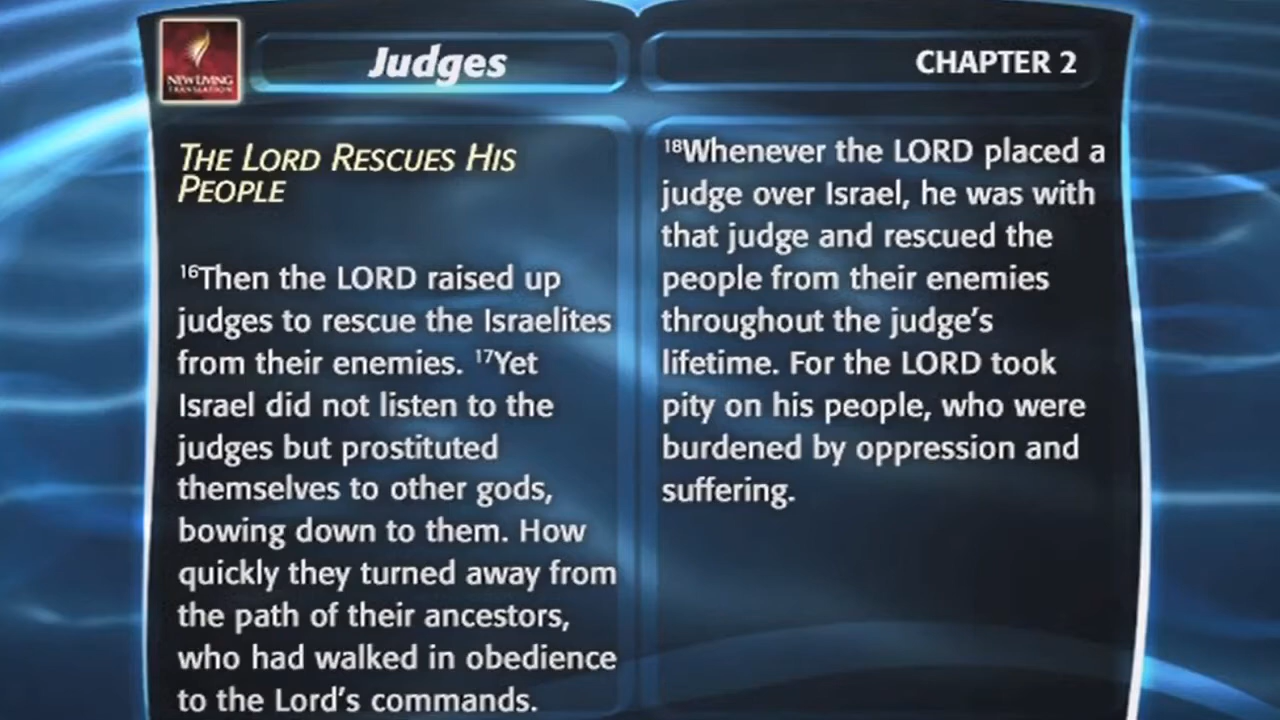 NEW LIVING
TRANSLATION
Judges
CHAPTER 2
THE LORD RESCUES HIS
PEOPLE
¹⁶Then the LORD raised up
judges to rescue the Israelites
from their enemies. ¹⁷Yet
Israel did not listen to the
judges but prostituted
themselves to other gods,
bowing down to them. How
quickly they turned away from
the path of their ancestors,
who had walked in obedience
to the Lord’s commands.
¹⁸Whenever the LORD placed a
judge over Israel, he was with
that judge and rescued the
people from their enemies
throughout the judge’s
lifetime. For the LORD took
pity on his people, who were
burdened by oppression and
suffering.